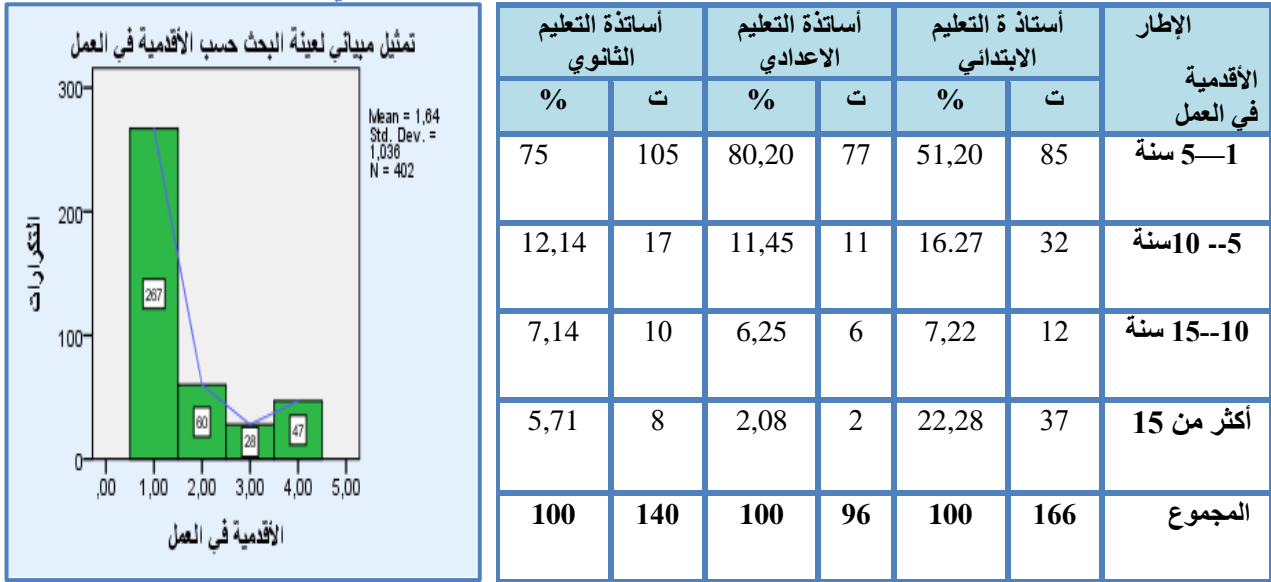 الإطار
الأقدمية
في العمل
أستاذ ة التعليم
الابتدائي
أساتذة التعليم
الاعدادي
أساتذة التعليم
الثانوي
ت % ت % ت %
1—5 سنة 85 51,20 77 80,20 105 75
5-- 10سنة 32 16.27 11 11,45 17 12,14
10--15 سنة 12 7,22 6 6,25 10 7,14
أكثر من 15 37 22,28 2 2,08 8 5,71
المجموع 166 100 96 100 140 100
تمثيل مبياني لعينة البحث حسب الأقدمية في العمل
Mean = 1,64
Std. Dev. =
1,036
N = 402
التكرارات
300
200
100
0
267
60
28
47
,00 1,00 2,00 3,00 4,00 5,00
الأقدمية في العمل